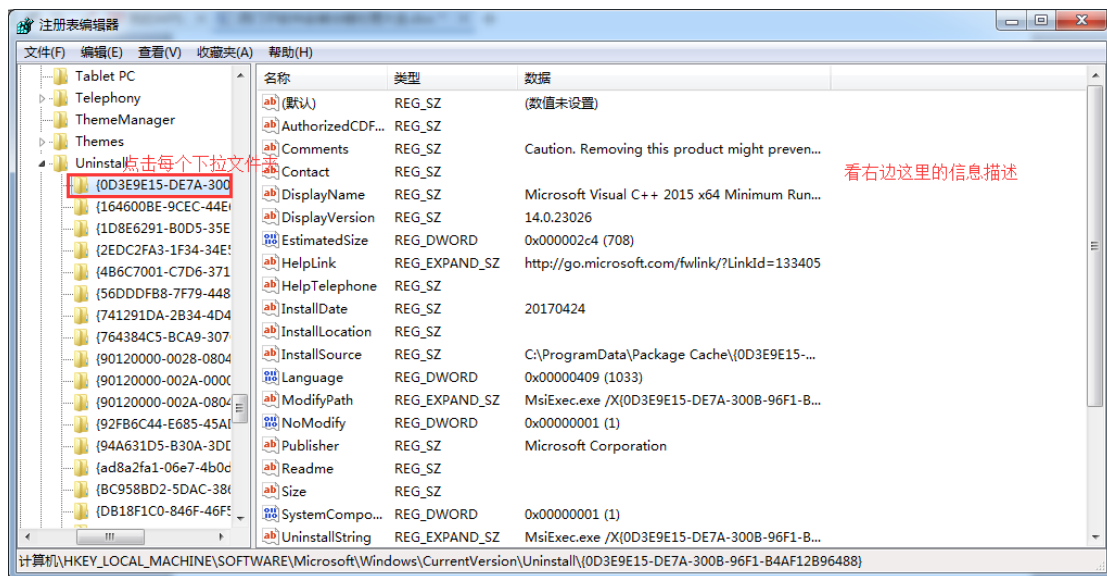 注册表编辑器
文件(F) 编辑(E) 查看(V) 收藏夹(A) 帮助(H)
Tablet PC
Telephony
ThemeManager
Themes
Uninstall
点击每个下拉文件夹
{0D3E9E15-DE7A-300
{164600BE-9CEC-44E
{1D8E6291-B0D5-35E
{2EDC2FA3-1F34-34E
{4B6C7001-C7D6-371
{56DDDFB8-7F79-448
{741291DA-2B34-4D4
{764384C5-BCA9-307
{90120000-0028-0804
{90120000-002A-0000
{90120000-002A-0804
{92FB6C44-E685-45A
{94A631D5-B30A-3D
{ad8a2fa1-06e7-4b0d
{BC958BD2-5DAC-386
{DB18F1C0-846F-46F
名称 类型 数据
(默认) REG_SZ (数值未设置)
AuthorizedCDF... REG_SZ
Comments REG_SZ Caution. Removing this product might preven...
Contact REG_SZ
看右边这里的信息描述
DisplayName REG_SZ Microsoft Visual C++ 2015 x64 Minimum Run...
DisplayVersion REG_SZ 14.0.23026
EstimatedSize REG_DWORD 0x000002c4 (708)
HelpLink REG_EXPAND_SZ http://go.microsoft.com/fwlink/?LinkId=133405
HelpTelephone REG_SZ
InstallDate REG_SZ 20170424
InstallLocation REG_SZ
InstallSource REG_SZ C:\ProgramData\Package Cache\{0D3E9E15-...
Language REG_DWORD 0x00000409 (1033)
ModifyPath REG_EXPAND_SZ MsiExec.exe /X{0D3E9E15-DE7A-300B-96F1-B...
NoModify REG_DWORD 0x00000001 (1)
Publisher REG_SZ Microsoft Corporation
Readme REG_SZ
Size REG_SZ
SystemCompo... REG_DWORD 0x00000001 (1)
UninstallString REG_EXPAND_SZ MsiExec.exe /X{0D3E9E15-DE7A-300B-96F1-B...
计算机\HKEY_LOCAL_MACHINE\SOFTWARE\Microsoft\Windows\CurrentVersion\Uninstall\{0D3E9E15-DE7A-300B-96F1-B4AF12B96488}